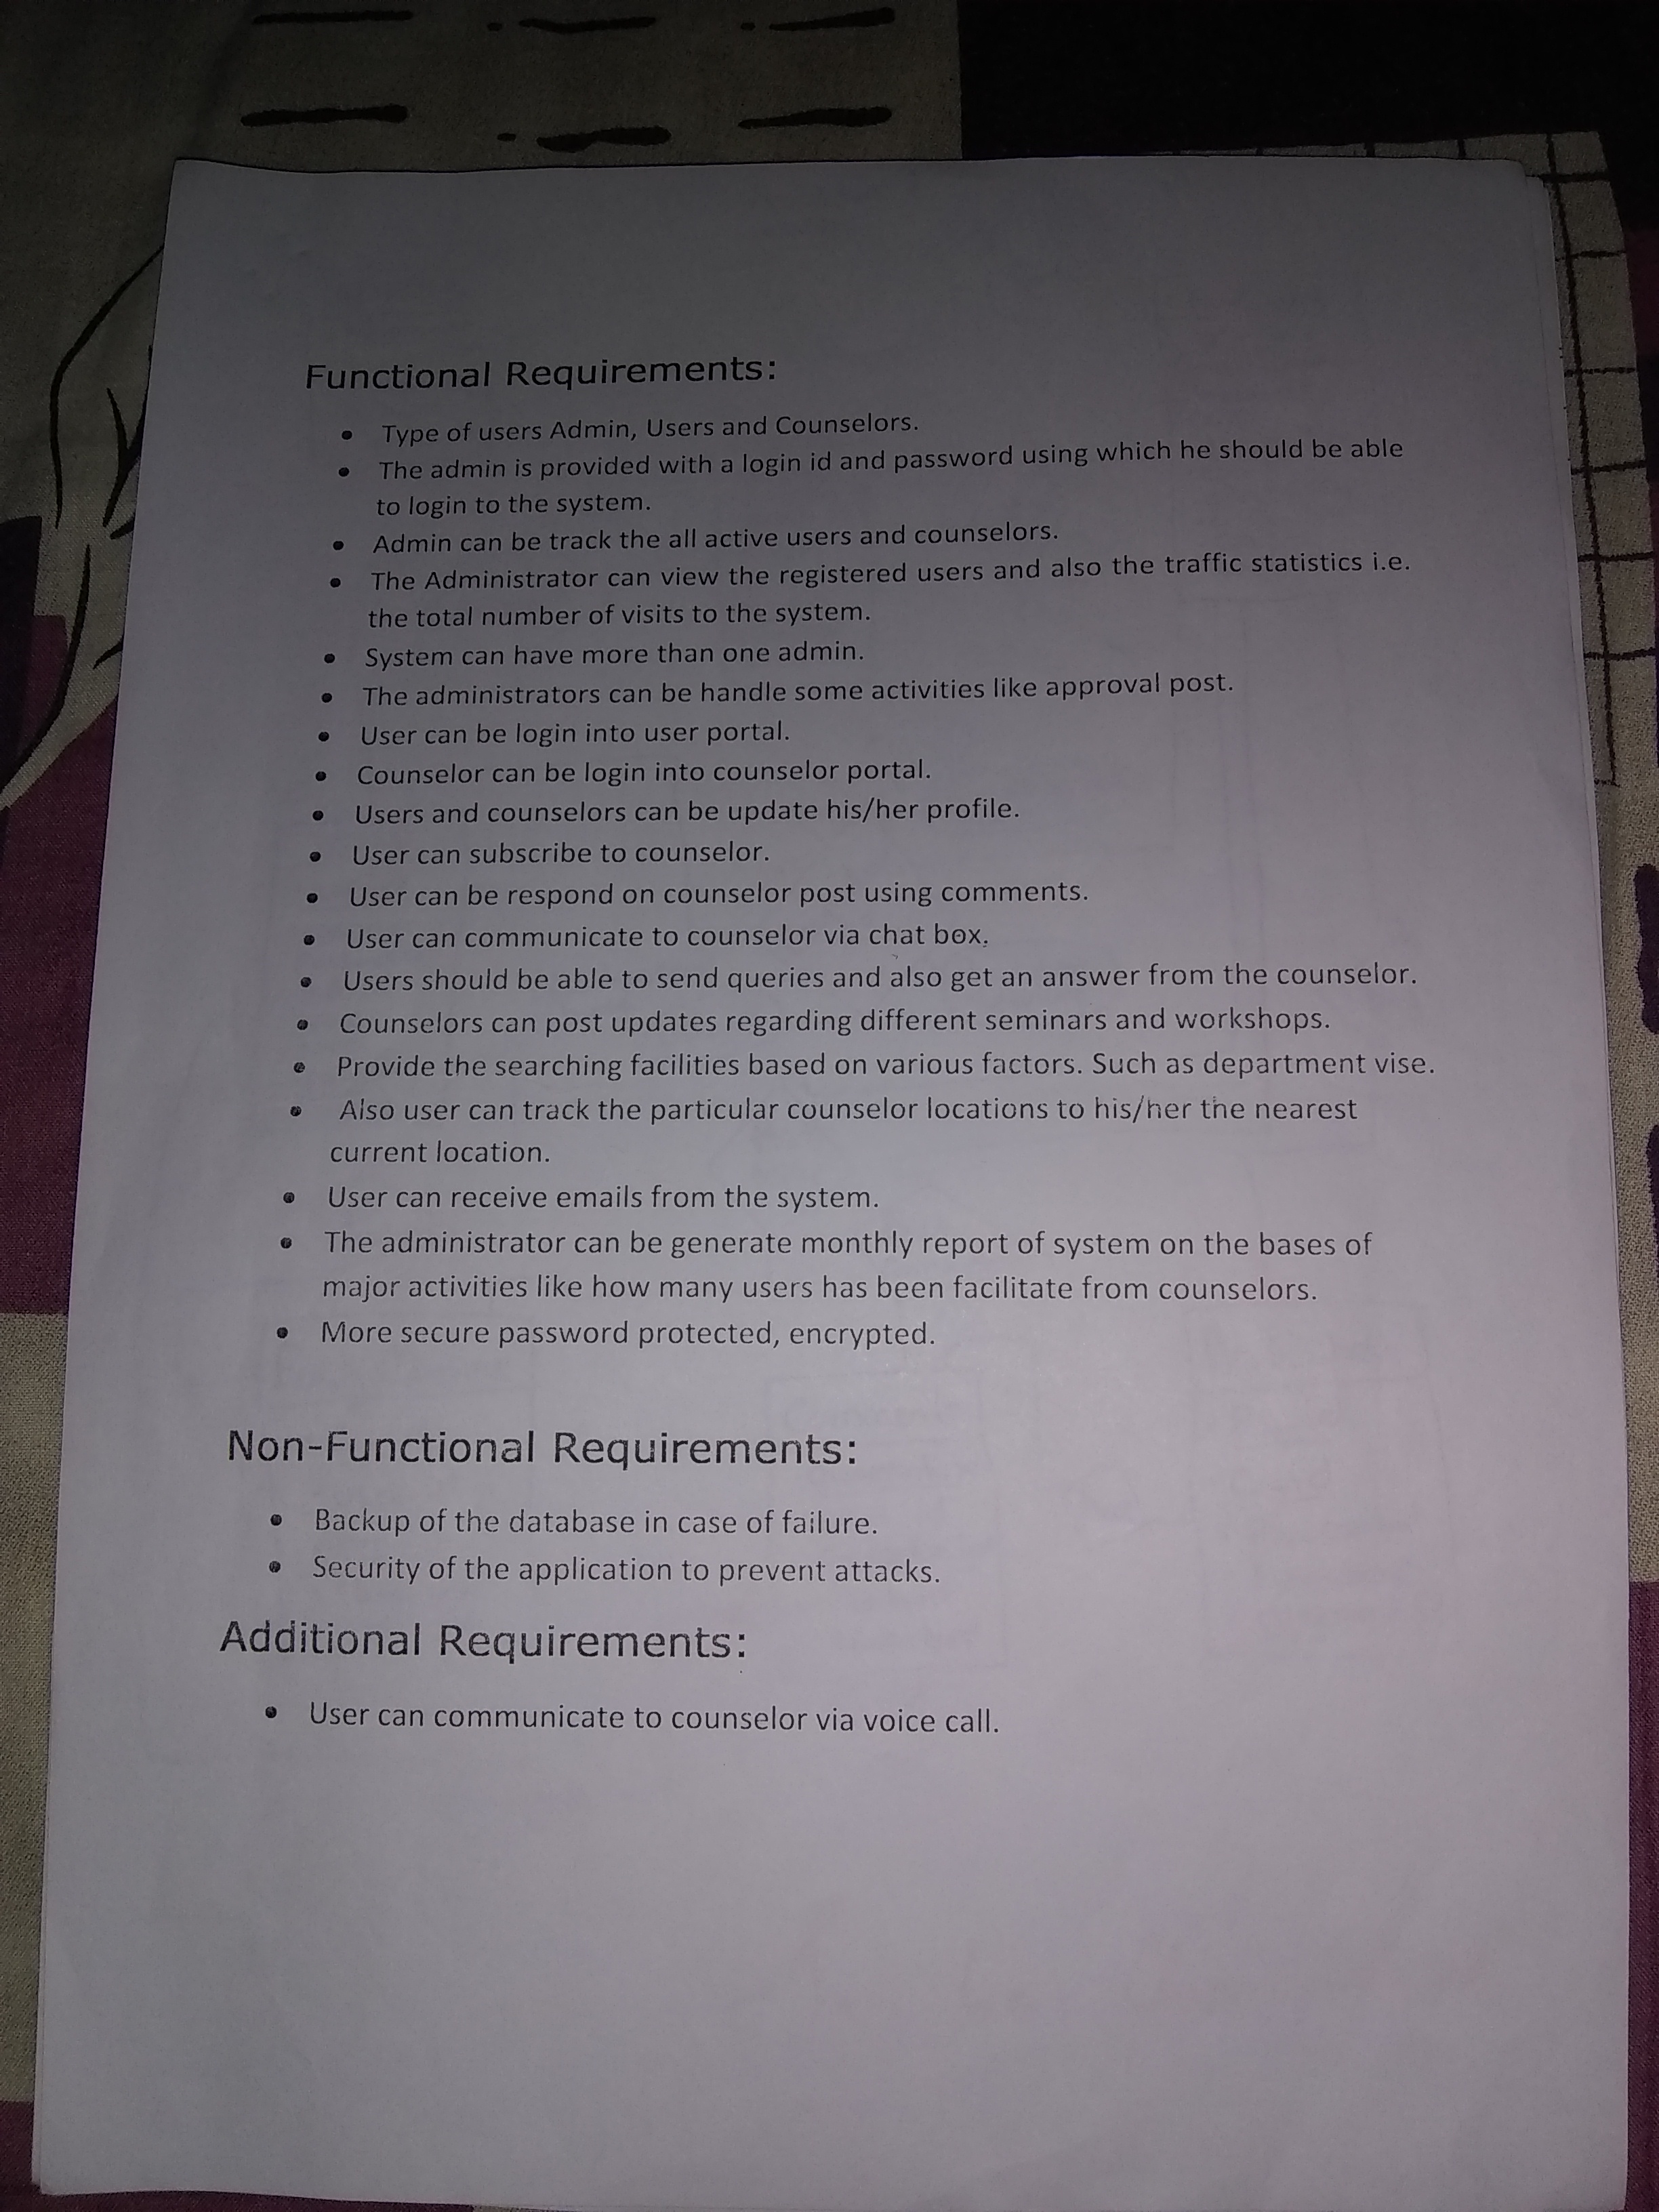 Functional Requirements:
• Type of users Admin, Users and Counselors.
• The admin is provided with a login id and password using which he should be able
to login to the system.
• Admin can be track the all active users and counselors.
• The Administrator can view the registered users and also the traffic statistics i.e.
the total number of visits to the system.
• System can have more than one admin.
• The administrators can be handle some activities like approval post.
• User can be login into user portal.
• Counselor can be login into counselor portal.
• Users and counselors can be update his/her profile.
• User can subscribe to counselor.
• User can be respond on counselor post using comments.
• User can communicate to counselor via chat box.
• Users should be able to send queries and also get an answer from the counselor.
• Counselors can post updates regarding different seminars and workshops.
• Provide the searching facilities based on various factors. Such as department vise.
• Also user can track the particular counselor locations to his/her the nearest
current location.
• User can receive emails from the system.
• The administrator can be generate monthly report of system on the bases of
major activities like how many users has been facilitate from counselors.
• More secure password protected, encrypted.
Non-Functional Requirements:
• Backup of the database in case of failure.
• Security of the application to prevent attacks.
Additional Requirements:
• User can communicate to counselor via voice call.